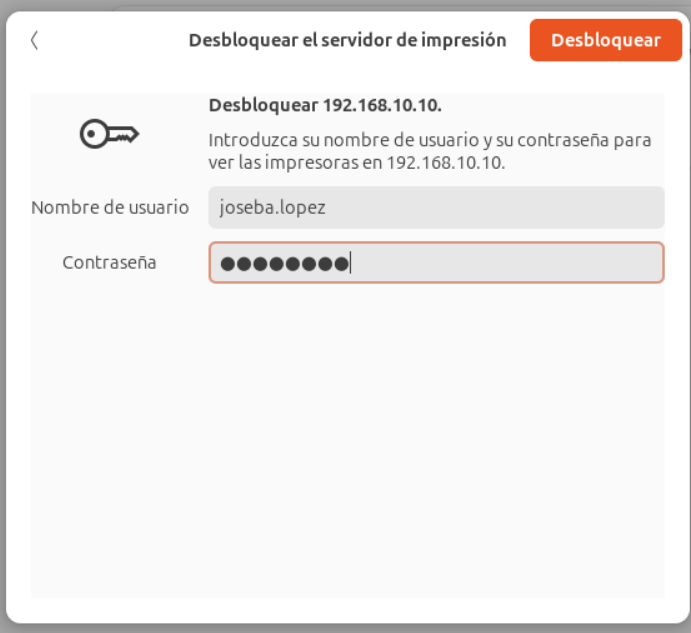 Desbloquear el servidor de impresión
Desbloquear
Desbloquear 192.168.10.10.
Introduzca su nombre de usuario y su contraseña para
ver las impresoras en 192.168.10.10.
Nombre de usuario
joseba.lopez
Contraseña
●●●●●●●●